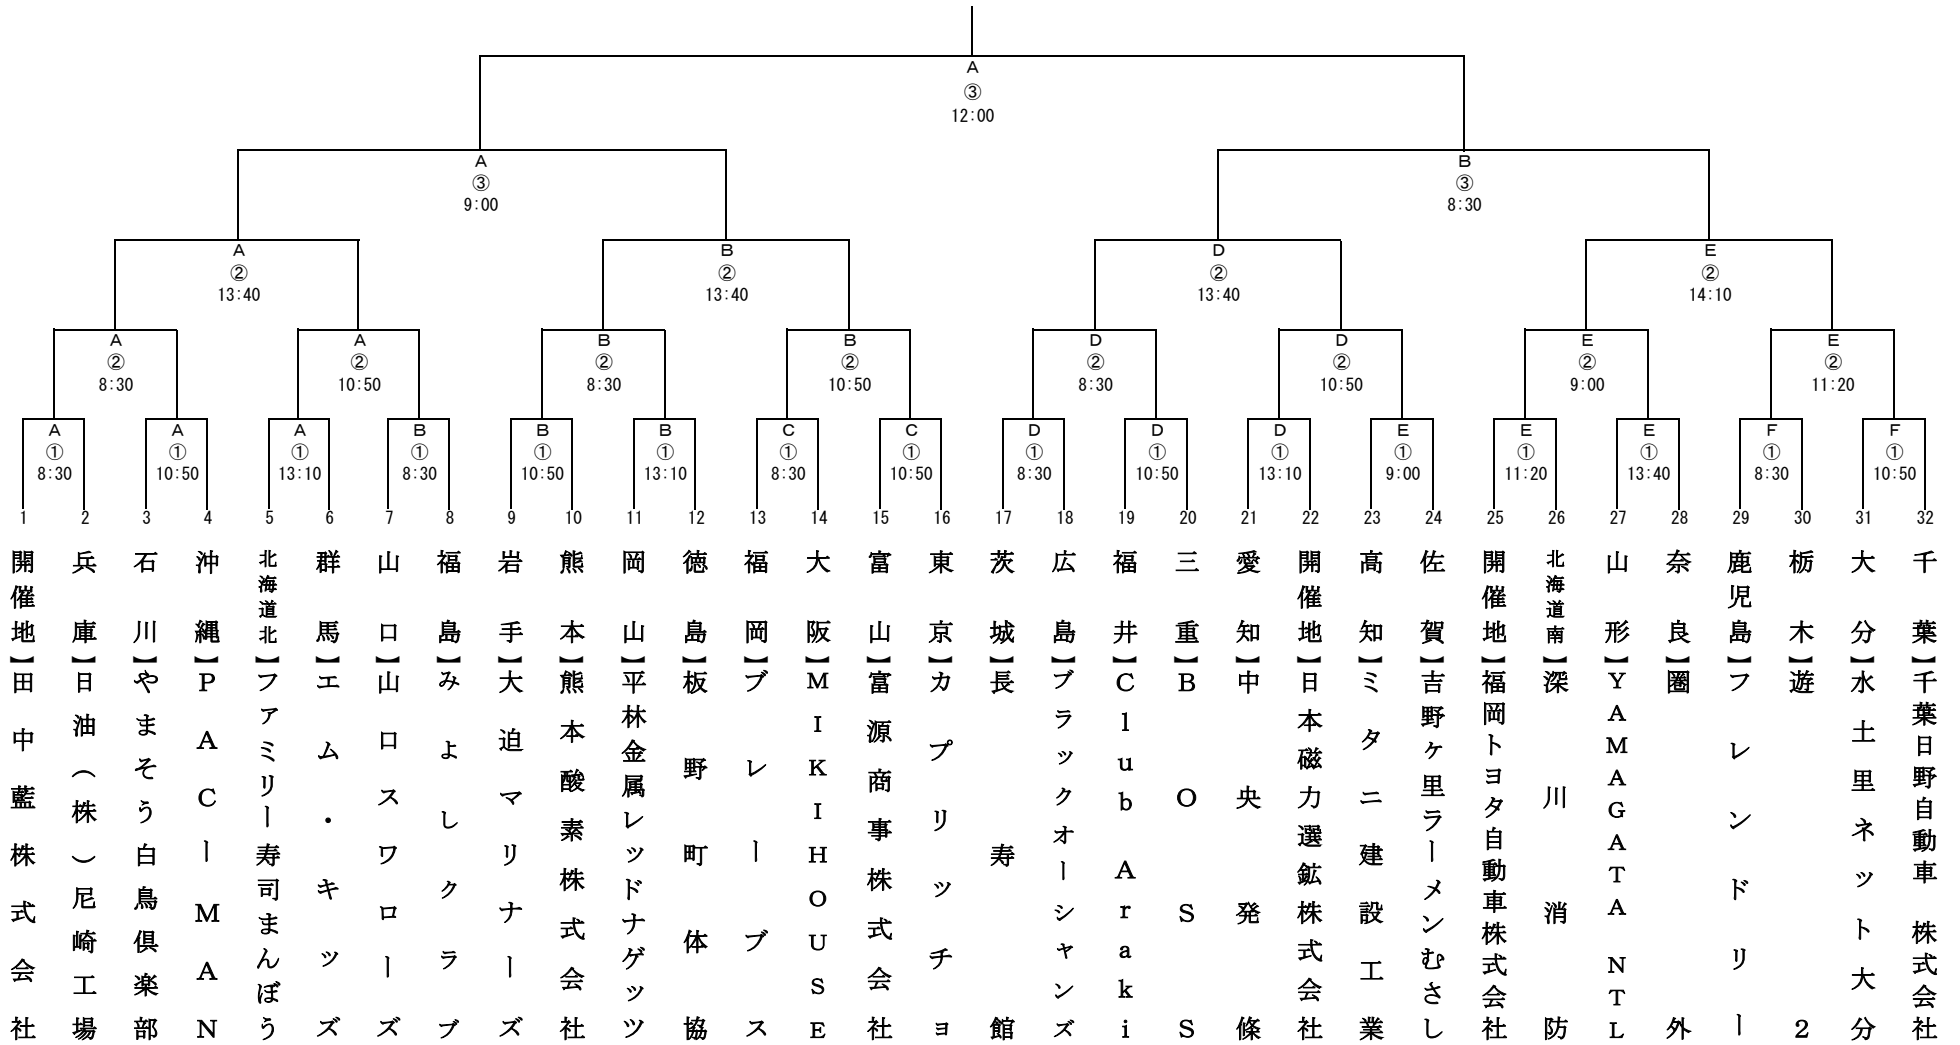 A
③
12:00
A
③
9:00
B
③
8:30
A
②
13:40
B
②
13:40
D
②
13:40
E
②
14:10
A
②
8:30
A
②
10:50
B
②
8:30
B
②
10:50
D
②
8:30
D
②
10:50
E
②
9:00
E
②
11:20
A
①
8:30
A
①
10:50
A
①
13:10
B
①
8:30
B
①
10:50
B
①
13:10
C
①
8:30
C
①
10:50
D
①
8:30
D
①
10:50
D
①
13:10
E
①
9:00
E
①
11:20
E
①
13:40
F
①
8:30
F
①
10:50
1
2
3
4
5
6
7
8
9
10
11
12
13
14
15
16
17
18
19
20
21
22
23
24
25
26
27
28
29
30
31
32
開催地】田中藍株式会社
兵庫】日油（株）尼崎工場
石川】やまそう白鳥倶楽部
沖縄】PACーMAN
北海道北】ファミリー寿司まんぼう
群馬】エム・キッズ
山口】山口スワローズ
福島】みよしクラブ
岩手】大迫マリナーズ
熊本】熊本酸素株式会社
岡山】平林金属レッドナゲッツ
徳島】板野町体協
福岡】ブレーブス
大阪】MIKIHOUSE
富山】富源商事株式会社
東京】カプリッチョ
茨城】長寿館
広島】ブラックオーシャンズ
福井】Club Araki
三重】BOSS
愛知】中央発條
開催地】日本磁力選鉱株式会社
高知】ミタニ建設工業
佐賀】吉野ヶ里ラーメンむさし
開催地】福岡トヨタ自動車株式会社
北海道南】深川消防
山形】YAMAGATA NTL
奈良】圏外
鹿児島】フレンドリー
栃木】遊2
大分】水土里ネット大分
千葉】千葉日野自動車 株式会社